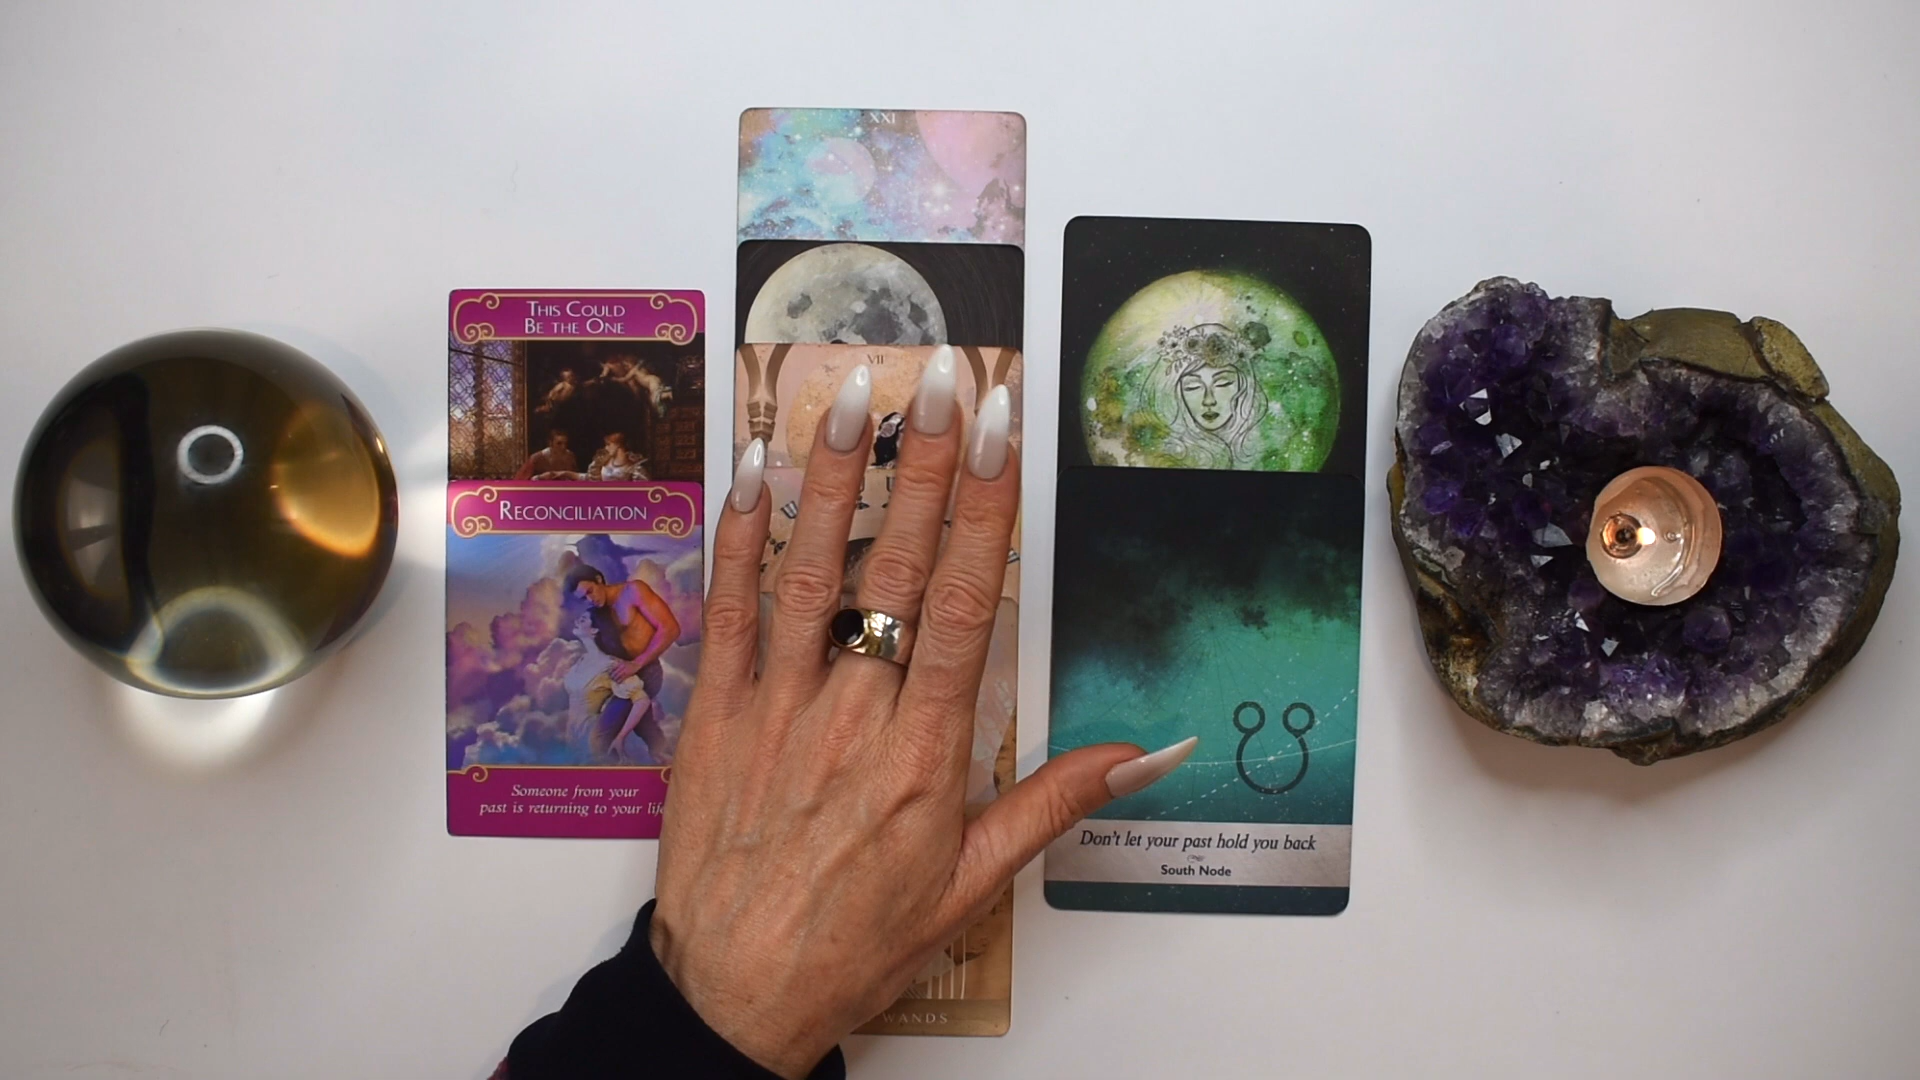 THIS COULD
BE THE ONE
RECONCILIATION
Someone from your
past is returning to your life
XXI
VII
WANDS
Don't let your past hold you back
South Node